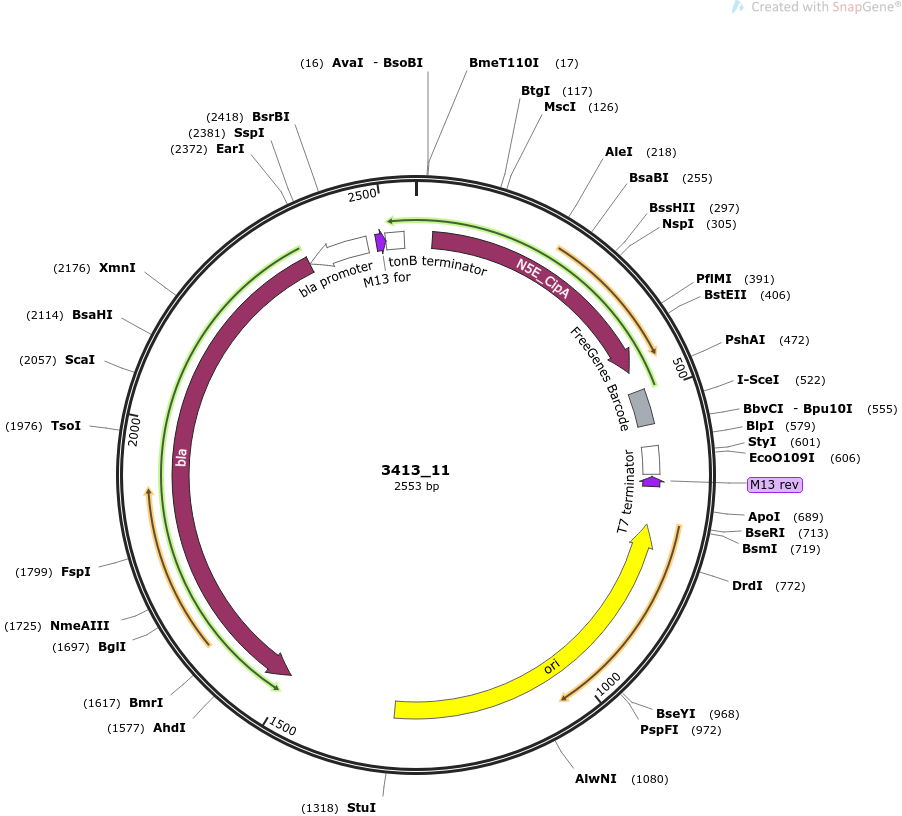 Created with SnapGene®
(16) AvaI - BsoBI
BmeT110I (17)
BtgI (117)
MscI (126)
(2418) BsrBI
(2381) SspI
(2372) EarI
AleI (218)
BsaBI (255)
BssHII (297)
NspI (305)
(2176) XmnI
(2114) BsaHI
(2057) ScaI
(1976) TsoI
PflMI (391)
BstEII (406)
PshAI (472)
I-SceI (522)
BbvCI - Bpu10I (555)
BlpI (579)
StyI (601)
EcoO109I (606)
M13 rev
ApoI (689)
BseRI (713)
BsmI (719)
DrdI (772)
(1799) FspI
(1725) NmeAIII
(1697) BglI
(1617) BmrI
(1577) AhdI
BseYI (968)
PspFI (972)
AlwNI (1080)
(1318) StuI
2500
500
1000
1500
2000
bla promoter
M13 for
tonB terminator
N5E_CipA
FreeGenes Barcode
T7 terminator
bla
ori
3413_11
2553 bp